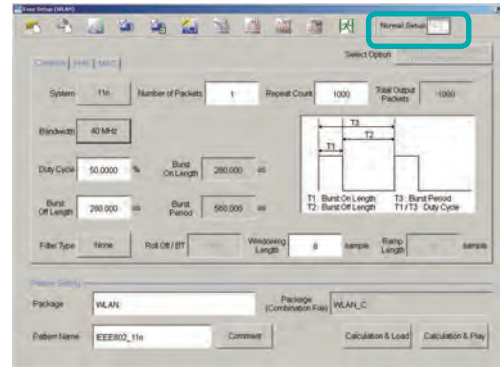 Easy Setup (WLAN)
Normal Setup
Select Option
Common PHY MAC
System 11n Number of Packets 1 Repeat Count 1000 Total Output Packets 1000
Bandwidth 40 MHz
T3
T2
T1
Duty Cycle 50.0000 % Burst On Length 280.000 us
Burst Off Length 280.000 us Burst Period 560.000 us
T1: Burst On Length T3: Burst Period
T2: Burst Off Length T1/T3: Duty Cycle
Filter Type None Roll Off / BT Windowing Length 8 sample Ramp Length sample
Package WLAN Package (Combination File) WLAN_C
Pattern Name IEEE802_11n Comment Calculation & Load Calculation & Play